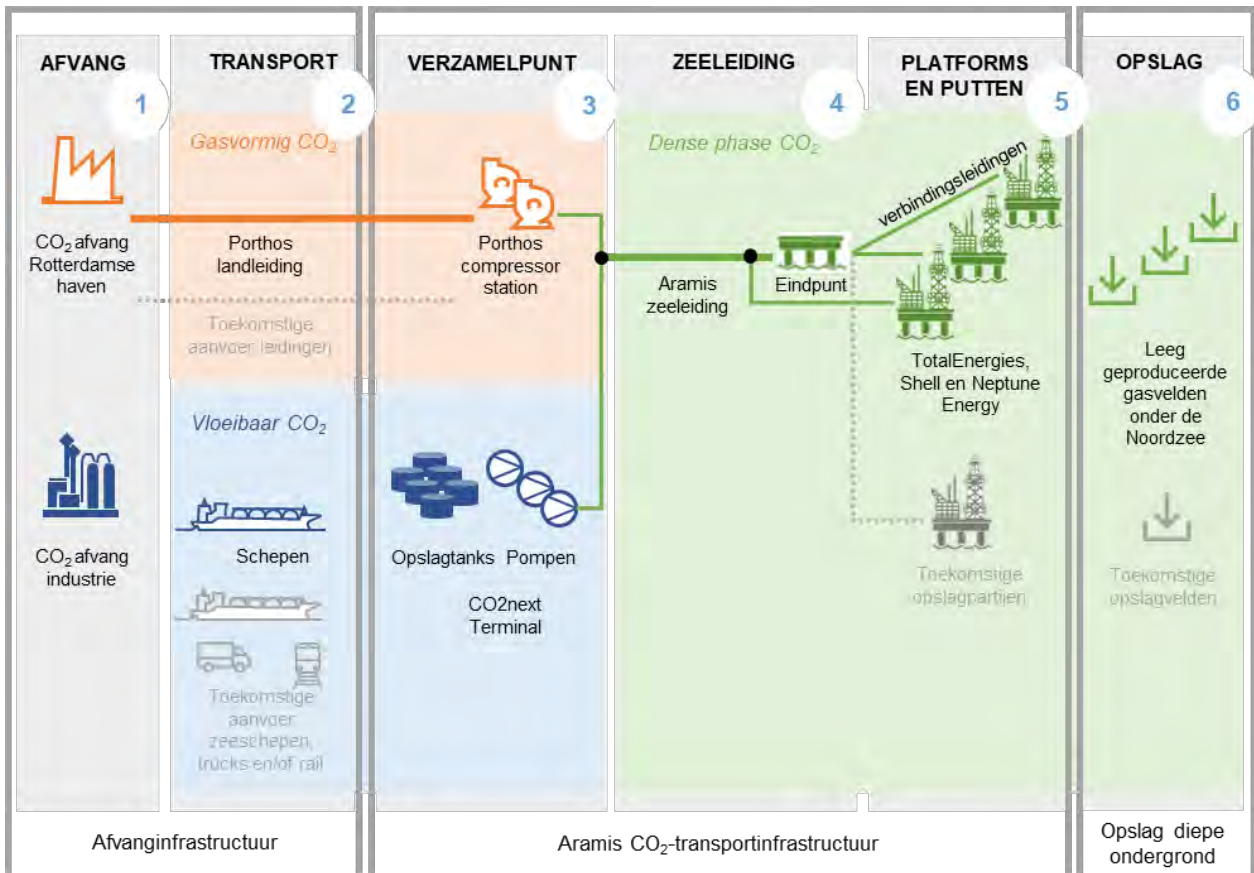 AFVANG
1
TRANSPORT
2
VERZAMELPUNT
3
ZEELEIDING
4
PLATFORMS
EN PUTTEN
5
OPSLAG
6
Gasvormig CO₂
Dense phase CO₂
verbindingsleidingen
CO₂ afvang
Rotterdamse
haven
Porthos
landleiding
Porthos
compressor
station
Aramis
zeeleiding
Eindpunt
Toekomstige
aanvoer leidingen
TotalEnergies,
Shell en Neptune
Energy
Leeg
geproduceerde
gasvelden
onder de
Noordzee
Vloeibaar CO₂
CO₂ afvang
industrie
Schepen
Opslagtanks Pompen
CO2next
Terminal
Toekomstige
opslagpartijen
Toekomstige
opslagvelden
Toekomstige
aanvoer
zeeschepen,
trucks en/of rail
Afvanginfrastructuur
Aramis CO₂-transportinfrastructuur
Opslag diepe
ondergrond